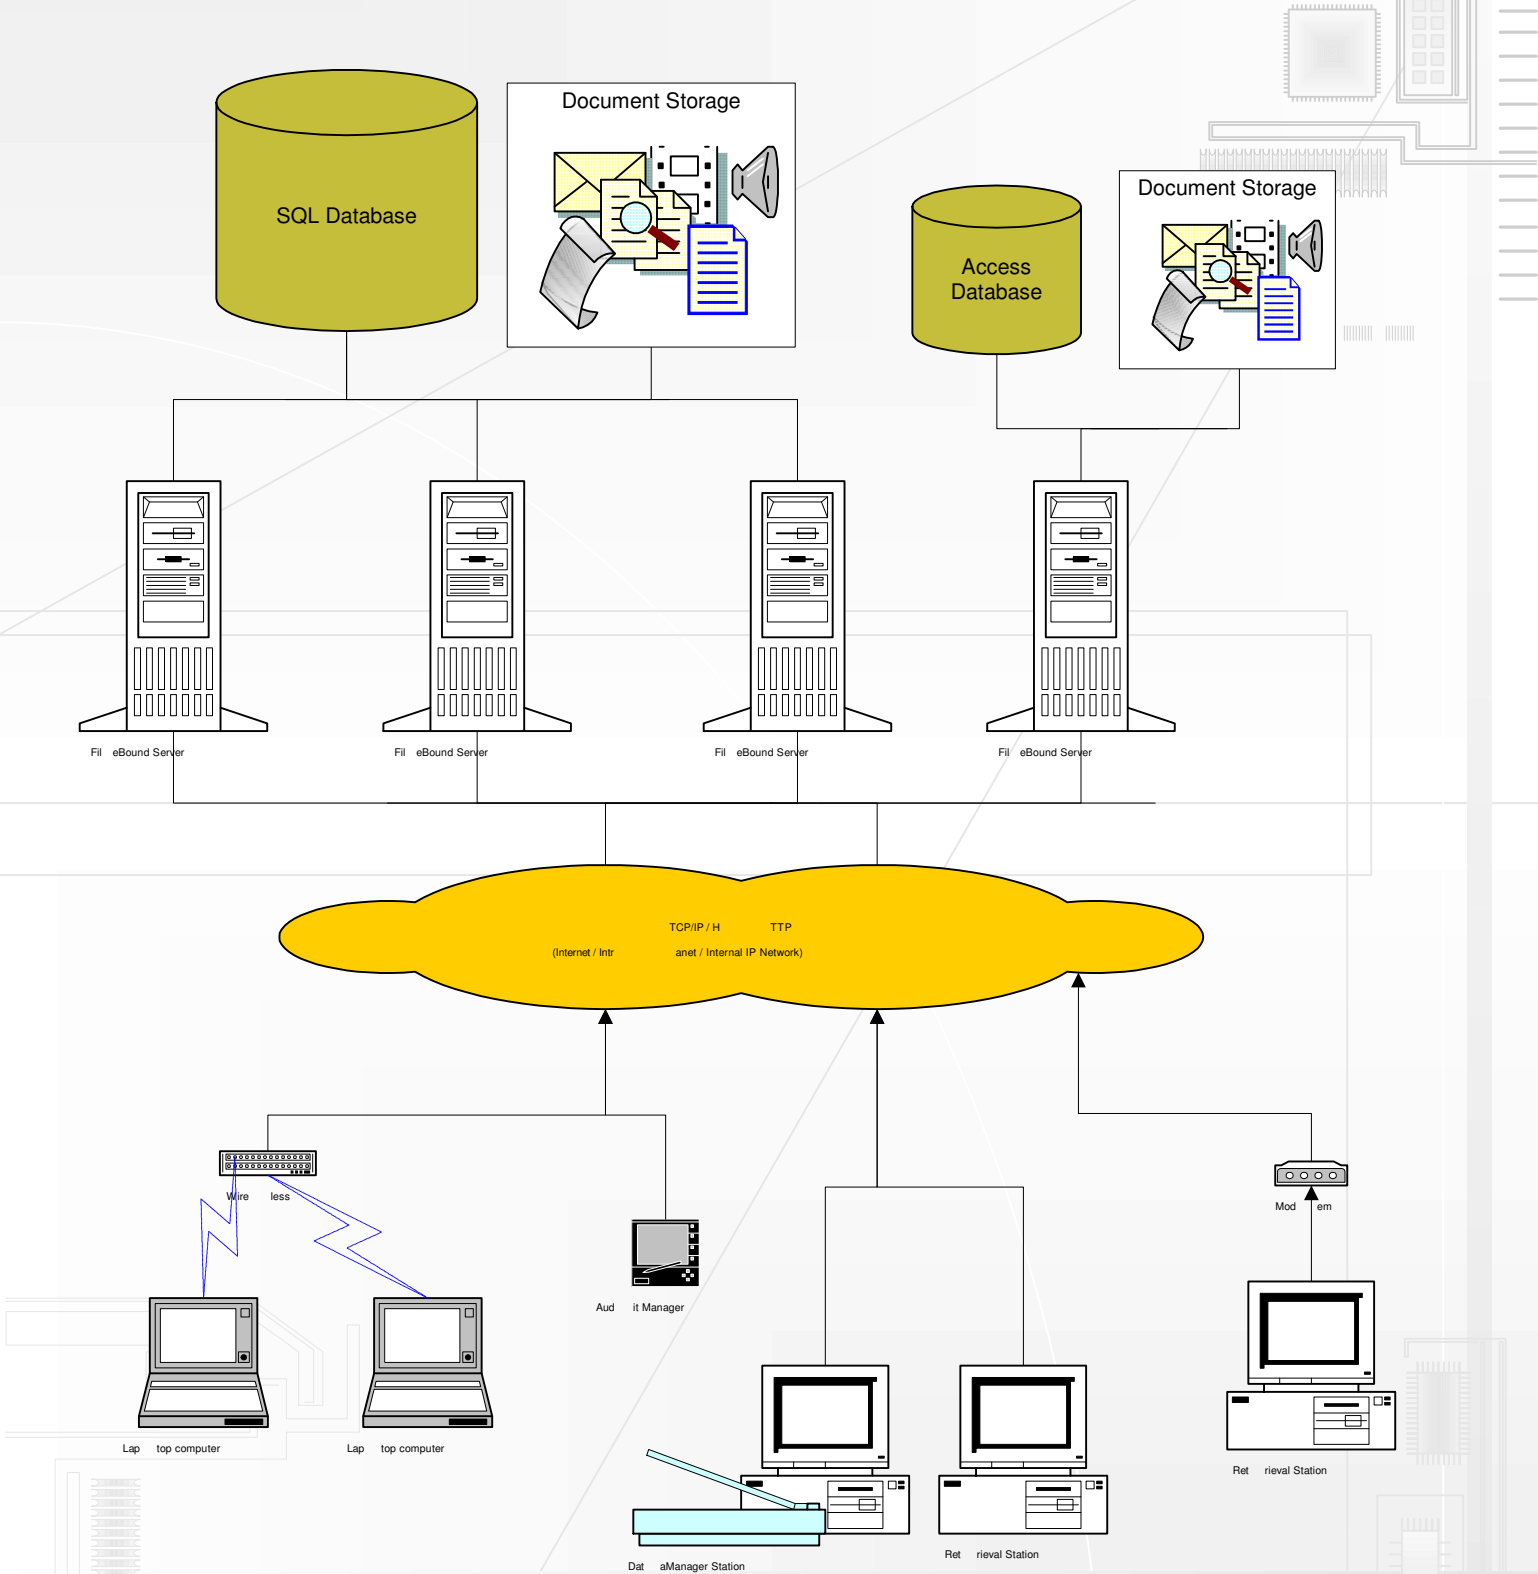 Document Storage
SQL Database
Document Storage
Access
Database
Fil eBound Server
Fil eBound Server
Fil eBound Server
Fil eBound Server
TCP/IP / H TTP
(Internet / Intr anet / Internal IP Network)
Wire less
Mod em
Aud it Manager
Lap top computer
Lap top computer
Ret rieval Station
Ret rieval Station
Dat aManager Station